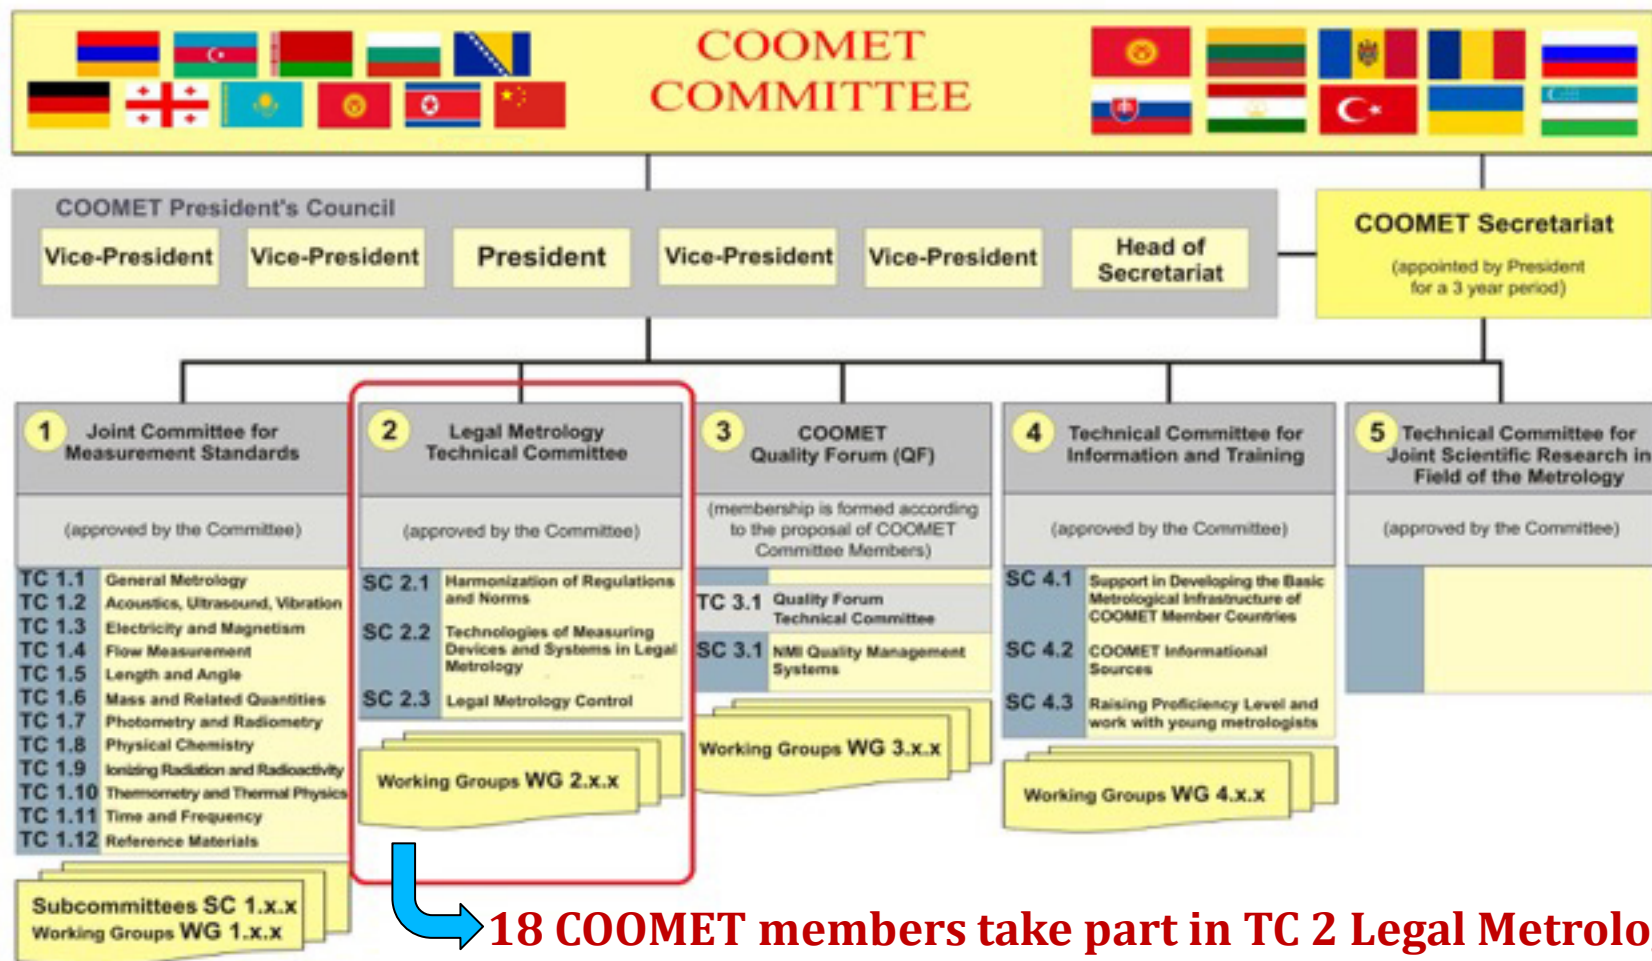 COOMET
COMMITTEE
COOMET President's Council
Vice-President
Vice-President
President
Vice-President
Vice-President
Head of
Secretariat
COOMET Secretariat
(appointed by President
for a 3 year period)
1
Joint Committee for
Measurement Standards
(approved by the Committee)
TC 1.1 General Metrology
TC 1.2 Acoustics, Ultrasound, Vibration
TC 1.3 Electricity and Magnetism
TC 1.4 Flow Measurement
TC 1.5 Length and Angle
TC 1.6 Mass and Related Quantities
TC 1.7 Photometry and Radiometry
TC 1.8 Physical Chemistry
TC 1.9 Ionizing Radiation and Radioactivity
TC 1.10 Thermometry and Thermal Physics
TC 1.11 Time and Frequency
TC 1.12 Reference Materials
Subcommittees SC 1.x.x
Working Groups WG 1.x.x
2
Legal Metrology
Technical Committee
(approved by the Committee)
SC 2.1 Harmonization of Regulations
and Norms
SC 2.2 Technologies of Measuring
Devices and Systems in Legal
Metrology
SC 2.3 Legal Metrology Control
Working Groups WG 2.x.x
3
COOMET
Quality Forum (QF)
(membership is formed according
to the proposal of COOMET
Committee Members)
TC 3.1 Quality Forum
Technical Committee
SC 3.1 NMI Quality Management
Systems
Working Groups WG 3.x.x
4
Technical Committee for
Information and Training
(approved by the Committee)
SC 4.1 Support in Developing the Basic
Metrological Infrastructure of
COOMET Member Countries
SC 4.2 COOMET Informational
Sources
SC 4.3 Raising Proficiency Level and
work with young metrologists
Working Groups WG 4.x.x
5
Technical Committee for
Joint Scientific Research in
Field of the Metrology
(approved by the Committee)
18 COOMET members take part in TC 2 Legal Metrolo